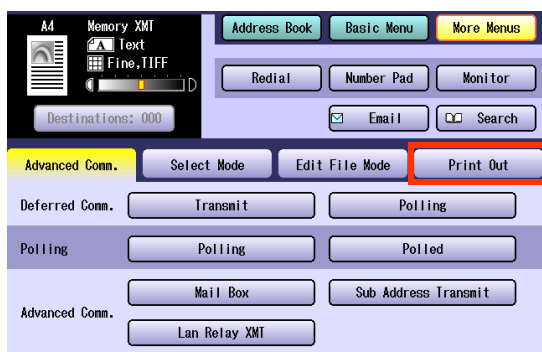 A4 Memory XMT Address Book Basic Menu More Menus
A Text
Fine,TIFF
Redial Number Pad Monitor
D
Destinations: 000 Email Search
Advanced Comm. Select Mode Edit File Mode Print Out
Deferred Comm. Transmit Polling
Polling Polling Polled
Mail Box Sub Address Transmit
Advanced Comm.
Lan Relay XMT